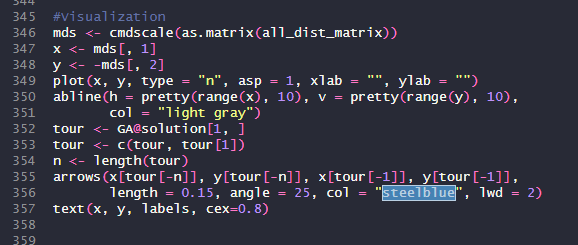 344
345 #Visualization
346 mds <- cmdscale(as.matrix(all_dist_matrix))
347 x <- mds[, 1]
348 y <- -mds[, 2]
349 plot(x, y, type = "n", asp = 1, xlab = "", ylab = "")
350 abline(h = pretty(range(x), 10), v = pretty(range(y), 10),
351 col = "light gray")
352 tour <- GA@solution[1, ]
353 tour <- c(tour, tour[1])
354 n <- length(tour)
355 arrows(x[tour[-n]], y[tour[-n]], x[tour[-1]], y[tour[-1]],
356 length = 0.15, angle = 25, col = "steelblue", lwd = 2)
357 text(x, y, labels, cex=0.8)
358
359